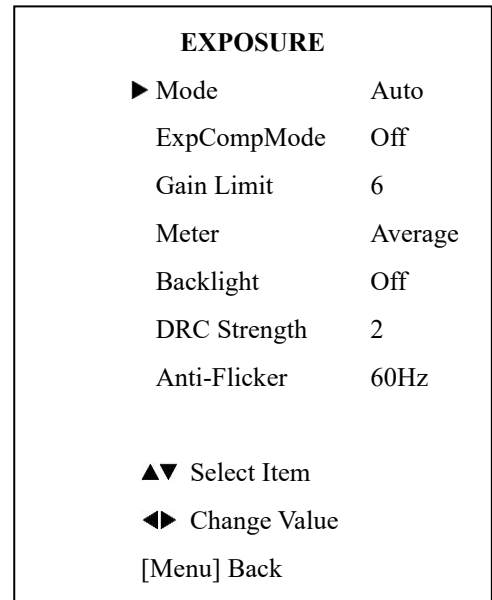 EXPOSURE
▶ Mode Auto
ExpCompMode Off
Gain Limit 6
Meter Average
Backlight Off
DRC Strength 2
Anti-Flicker 60Hz
▲▼ Select Item
◀▶ Change Value
[Menu] Back